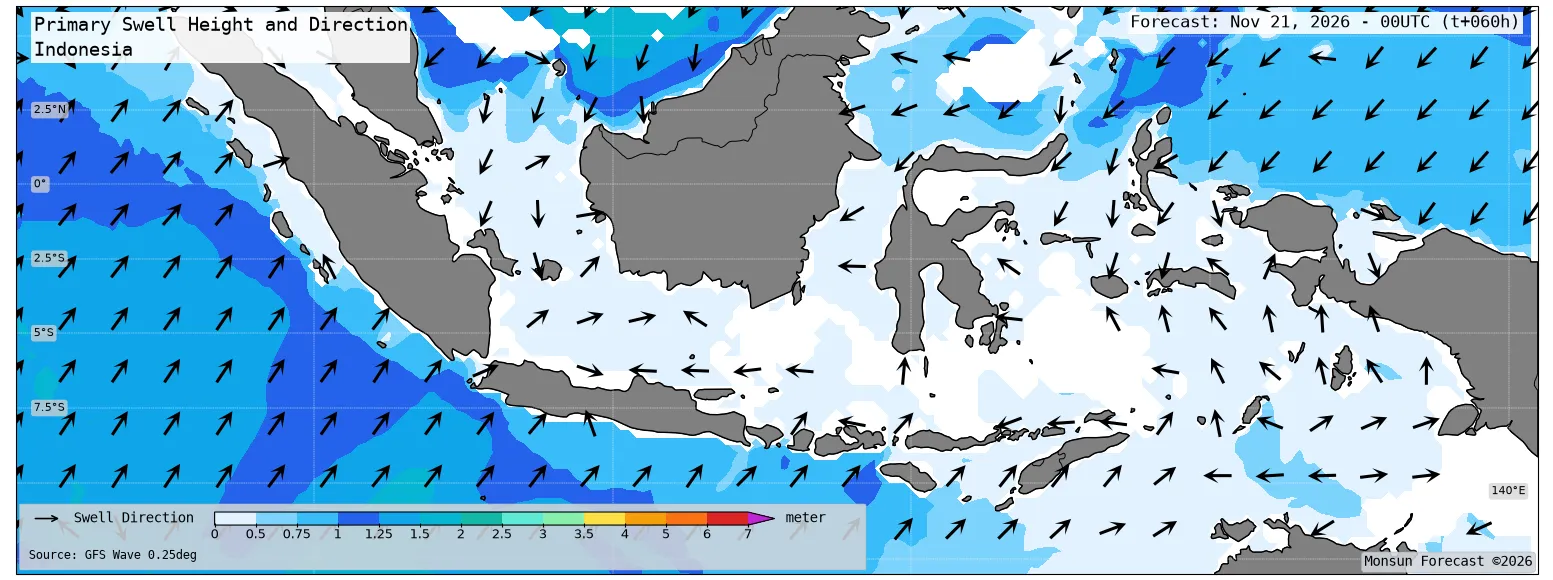 Primary Swell Height and Direction
Indonesia
Forecast: Nov 21, 2026 - 00UTC (t+060h)
2.5°N
0°
2.5°S
5°S
7.5°S
140°E
Swell Direction
0 0.5 0.75 1 1.25 1.5 2 2.5 3 3.5 4 5 6 7
meter
Source: GFS Wave 0.25deg
Monsun Forecast ©2026